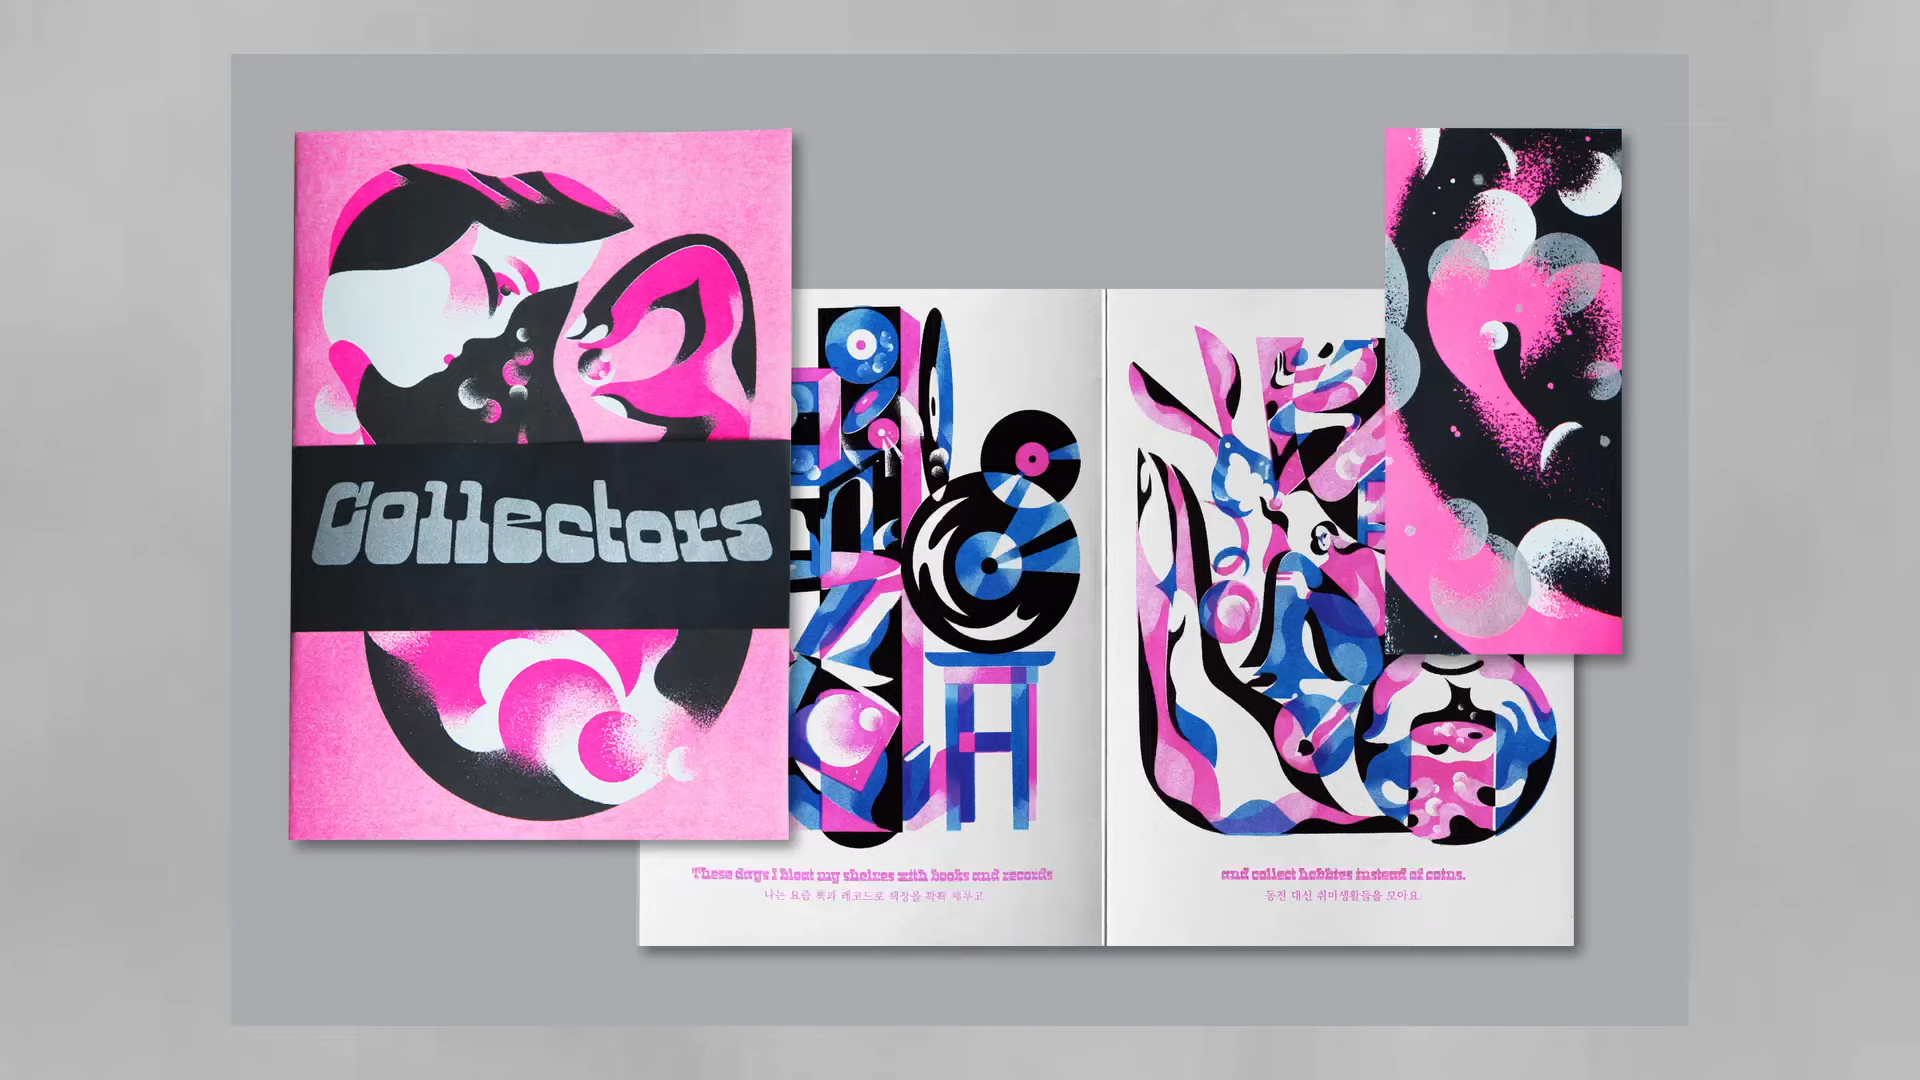 Collectors
These days I bloat my shelves with books and records
나는 요즘 책과 레코드로 책장을 꽉꽉 채우고
and collect hobbies instead of coins.
동전 대신 취미생활들을 모아요.